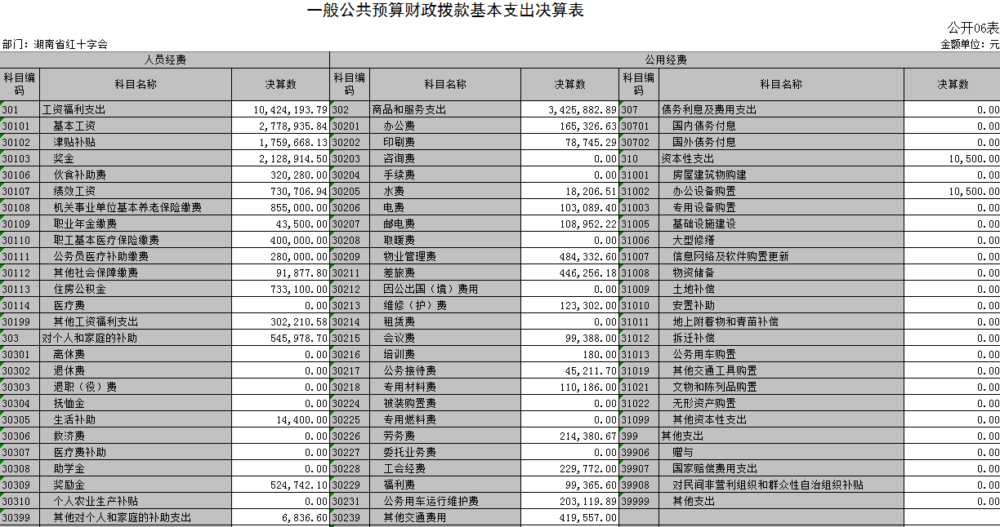 一般公共预算财政拨款基本支出决算表
公开06表
部门：湖南省红十字会 金额单位：元
人员经费 公用经费
科目编码 科目名称 决算数 科目编码 科目名称 决算数 科目编码 科目名称 决算数
301 工资福利支出 10,424,193.79 302 商品和服务支出 3,425,882.89 307 债务利息及费用支出 0.00
30101 基本工资 2,778,935.84 30201 办公费 165,326.63 30701 国内债务付息 0.00
30102 津贴补贴 1,759,668.13 30202 印刷费 78,745.29 30702 国外债务付息 0.00
30103 奖金 2,128,914.50 30203 咨询费 0.00 310 资本性支出 10,500.00
30106 伙食补助费 320,280.00 30204 手续费 0.00 31001 房屋建筑物购建 0.00
30107 绩效工资 730,706.94 30205 水费 18,206.51 31002 办公设备购置 10,500.00
30108 机关事业单位基本养老保险缴费 855,000.00 30206 电费 103,089.40 31003 专用设备购置 0.00
30109 职业年金缴费 43,500.00 30207 邮电费 108,952.22 31005 基础设施建设 0.00
30110 职工基本医疗保险缴费 400,000.00 30208 取暖费 0.00 31006 大型修缮 0.00
30111 公务员医疗补助缴费 280,000.00 30209 物业管理费 484,332.60 31007 信息网络及软件购置更新 0.00
30112 其他社会保障缴费 91,877.80 30211 差旅费 446,256.18 31008 物资储备 0.00
30113 住房公积金 733,100.00 30212 因公出国（境）费用 0.00 31009 土地补偿 0.00
30114 医疗费 0.00 30213 维修（护）费 123,302.00 31010 安置补助 0.00
30199 其他工资福利支出 302,210.58 30214 租赁费 0.00 31011 地上附着物和青苗补偿 0.00
303 对个人和家庭的补助 545,978.70 30215 会议费 99,388.00 31012 拆迁补偿 0.00
30301 离休费 0.00 30216 培训费 180.00 31013 公务用车购置 0.00
30302 退休费 0.00 30217 公务接待费 45,211.70 31019 其他交通工具购置 0.00
30303 退职（役）费 0.00 30218 专用材料费 110,186.00 31021 文物和陈列品购置 0.00
30304 抚恤金 0.00 30224 被装购置费 0.00 31022 无形资产购置 0.00
30305 生活补助 14,400.00 30225 专用燃料费 0.00 31099 其他资本性支出 0.00
30306 救济费 0.00 30226 劳务费 214,380.67 399 其他支出 0.00
30307 医疗费补助 0.00 30227 委托业务费 0.00 39906 赠与 0.00
30308 助学金 0.00 30228 工会经费 229,772.00 39907 国家赔偿费用支出 0.00
30309 奖励金 524,742.10 30229 福利费 99,365.60 39908 对民间非营利组织和群众性自治组织补贴 0.00
30310 个人农业生产补贴 0.00 30231 公务用车运行维护费 203,119.89 39999 其他支出 0.00
30399 其他对个人和家庭的补助支出 6,836.60 30239 其他交通费用 419,557.00